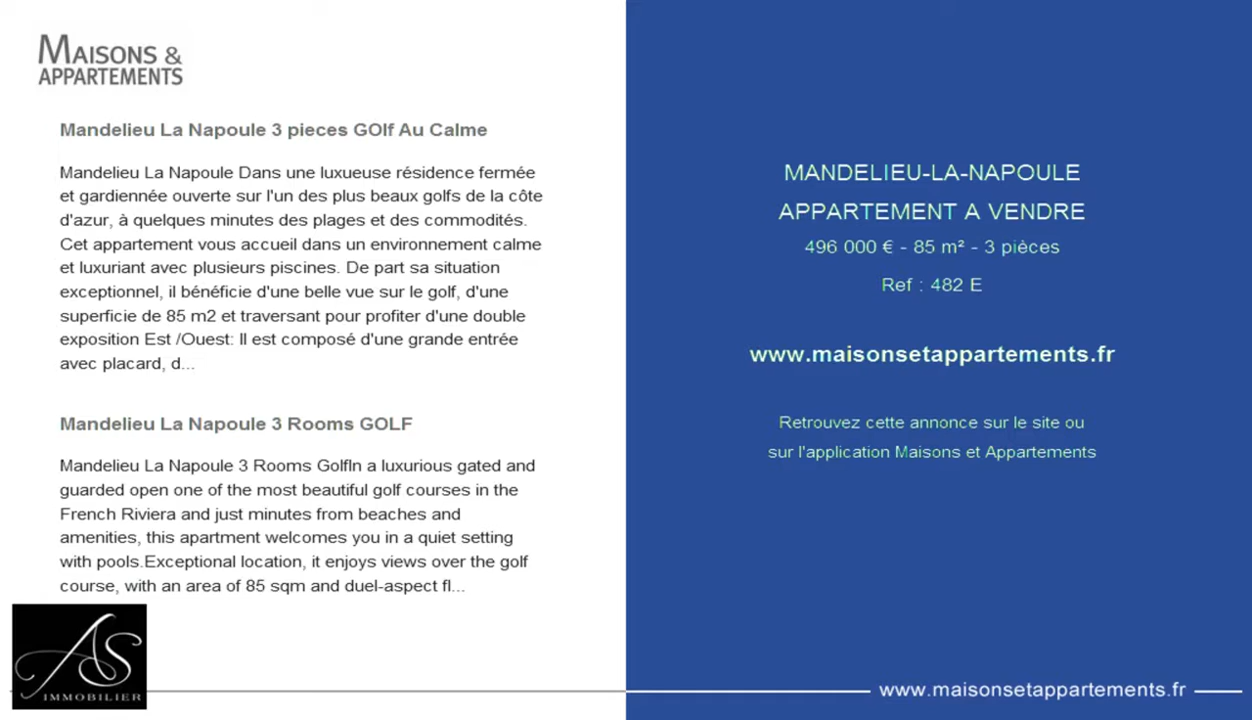 MAISONS &
APPARTEMENTS
Mandelieu La Napoule 3 pieces GOlf Au Calme
Mandelieu La Napoule Dans une luxueuse résidence fermée
et gardiennée ouverte sur l'un des plus beaux golfs de la côte
d'azur, à quelques minutes des plages et des commodités.
Cet appartement vous accueil dans un environnement calme
et luxuriant avec plusieurs piscines. De part sa situation
exceptionnel, il bénéficie d'une belle vue sur le golf, d'une
superficie de 85 m2 et traversant pour profiter d'une double
exposition Est /Ouest: Il est composé d'une grande entrée
avec placard, d...
Mandelieu La Napoule 3 Rooms GOLF
Mandelieu La Napoule 3 Rooms GolfIn a luxurious gated and
guarded open one of the most beautiful golf courses in the
French Riviera and just minutes from beaches and
amenities, this apartment welcomes you in a quiet setting
with pools.Exceptional location, it enjoys views over the golf
course, with an area of 85 sqm and duel-aspect fl...
AS
IMMOBILIER
MANDELIEU-LA-NAPOULE
APPARTEMENT A VENDRE
496 000 € - 85 m² - 3 pièces
Ref : 482 E
www.maisonsetappartements.fr
Retrouvez cette annonce sur le site ou
sur l'application Maisons et Appartements
www.maisonsetappartements.fr